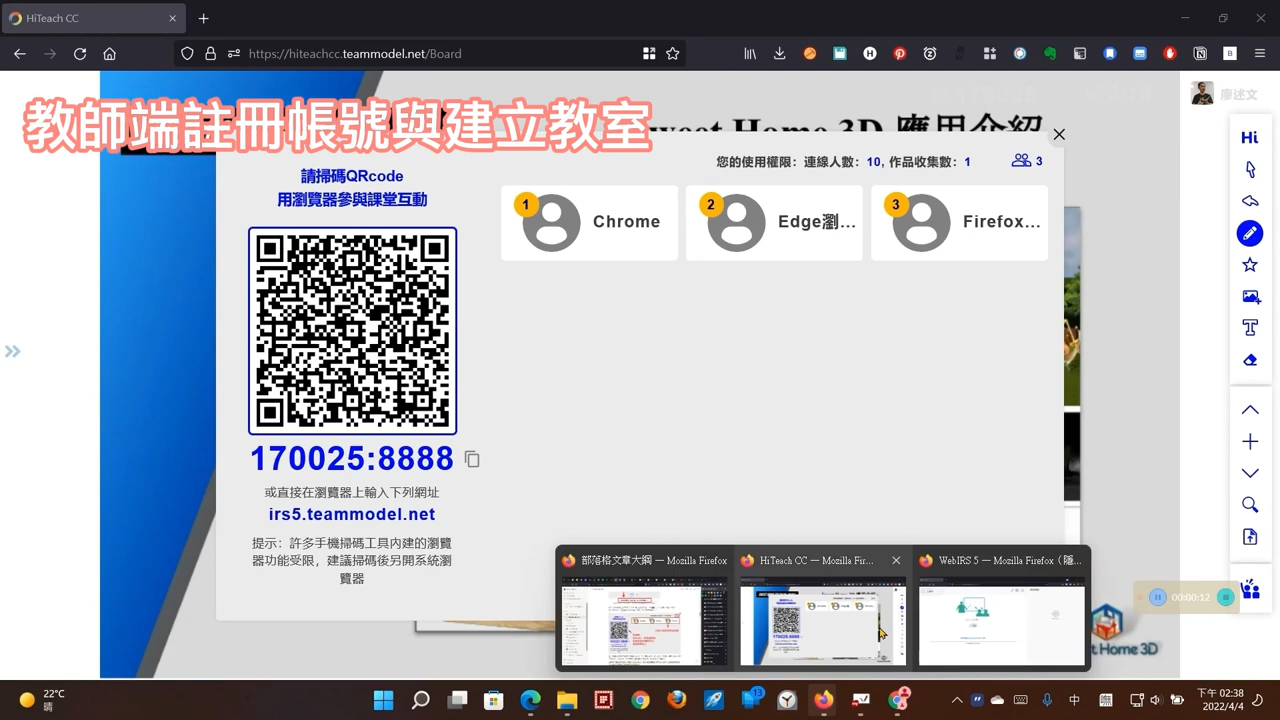 HiTeach CC
https://hiteachcc.teammodel.net/Board
廖述文
教師端註冊帳號與建立教室
weet Home 3D 應用介紹
請掃碼QRcode
用瀏覽器參與課堂互動
您的使用權限: 連線人數: 10, 作品收集數: 1
3
1
Chrome
2
Edge瀏...
3
Firefox...
Hi
170025:8888
或直接在瀏覽器上輸入下列網址
irs5.teammodel.net
提示: 許多手機掃碼工具內建的瀏覽
器功能受限, 建議掃碼後另開系統瀏
覽器
部落格文章大綱 — Mozilla Firefox
HiTeach CC — Mozilla Fir...
WebIRS 5 — Mozilla Firefox (隱...
00:00:12
eet Home 3D
22°C
晴
13
中
下午 02:38
2022/4/4